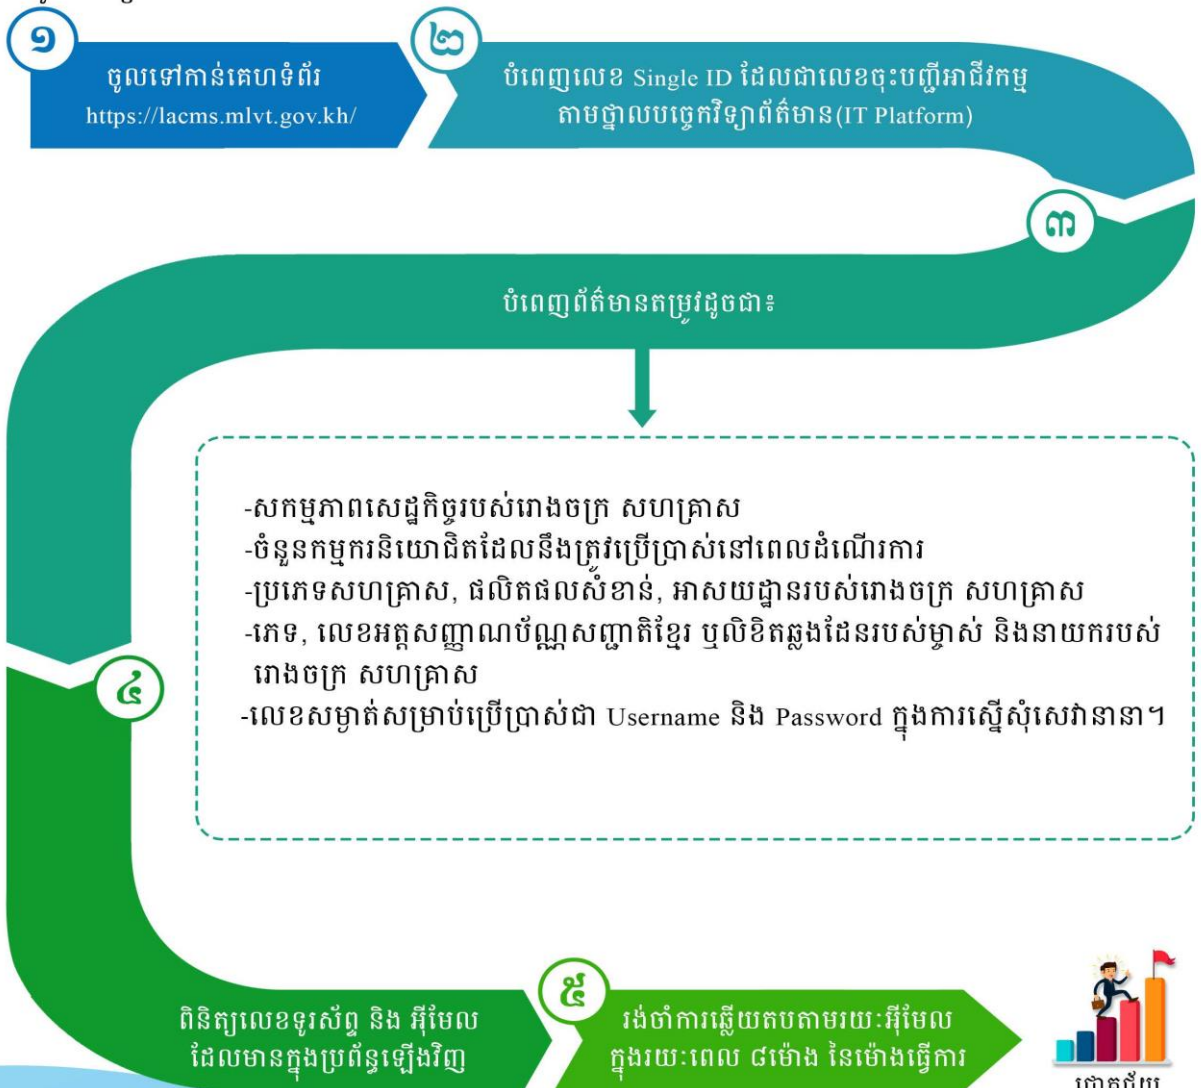 ១
ចូលទៅកាន់គេហទំព័រ
https://lacms.mlvt.gov.kh/
២
បំពេញលេខ Single ID ដែលជាលេខចុះបញ្ជីអាជីវកម្ម
តាមថ្នាលបច្ចេកវិទ្យាព័ត៌មាន(IT Platform)
៣
បំពេញព័ត៌មានតម្រូវដូចជា៖
-សកម្មភាពសេដ្ឋកិច្ចរបស់រោងចក្រ សហគ្រាស
-ចំនួនកម្មករនិយោជិតដែលនឹងត្រូវប្រើប្រាស់នៅពេលដំណើរការ
-ប្រភេទសហគ្រាស, ផលិតផលសំខាន់, អាសយដ្ឋានរបស់រោងចក្រ សហគ្រាស
-ភេទ, លេខអត្តសញ្ញាណប័ណ្ណសញ្ជាតិខ្មែរ ឬលិខិតឆ្លងដែនរបស់ម្ចាស់ និងនាយករបស់
រោងចក្រ សហគ្រាស
-លេខសម្ងាត់សម្រាប់ប្រើប្រាស់ជា Username និង Password ក្នុងការស្នើសុំសេវានានា។
៤
ពិនិត្យលេខទូរស័ព្ទ និង អ៊ីមែល
ដែលមានក្នុងប្រព័ន្ធឡើងវិញ
៥
រង់ចាំការឆ្លើយតបតាមរយៈអ៊ីមែល
ក្នុងរយៈពេល ៨ម៉ោង នៃម៉ោងធ្វើការ
ជោគជ័យ